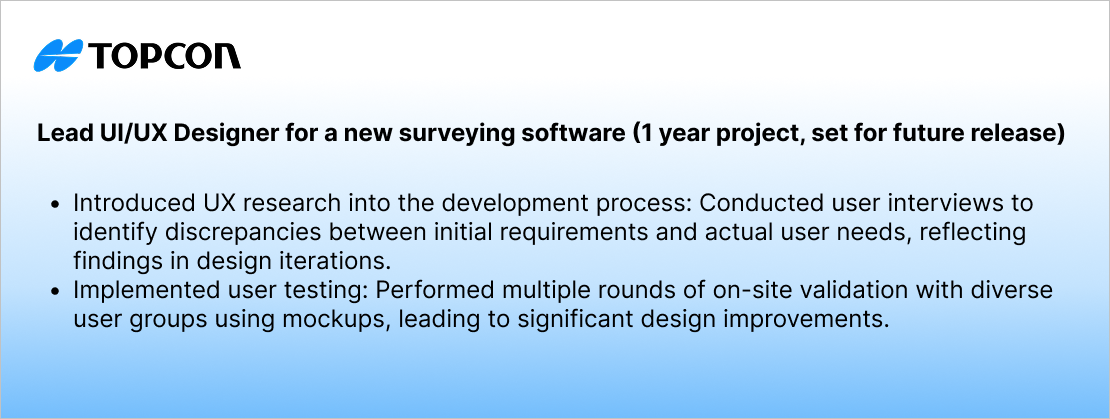 TOPCON
Lead UI/UX Designer for a new surveying software (1 year project, set for future release)
• Introduced UX research into the development process: Conducted user interviews to
identify discrepancies between initial requirements and actual user needs, reflecting
findings in design iterations.
• Implemented user testing: Performed multiple rounds of on-site validation with diverse
user groups using mockups, leading to significant design improvements.